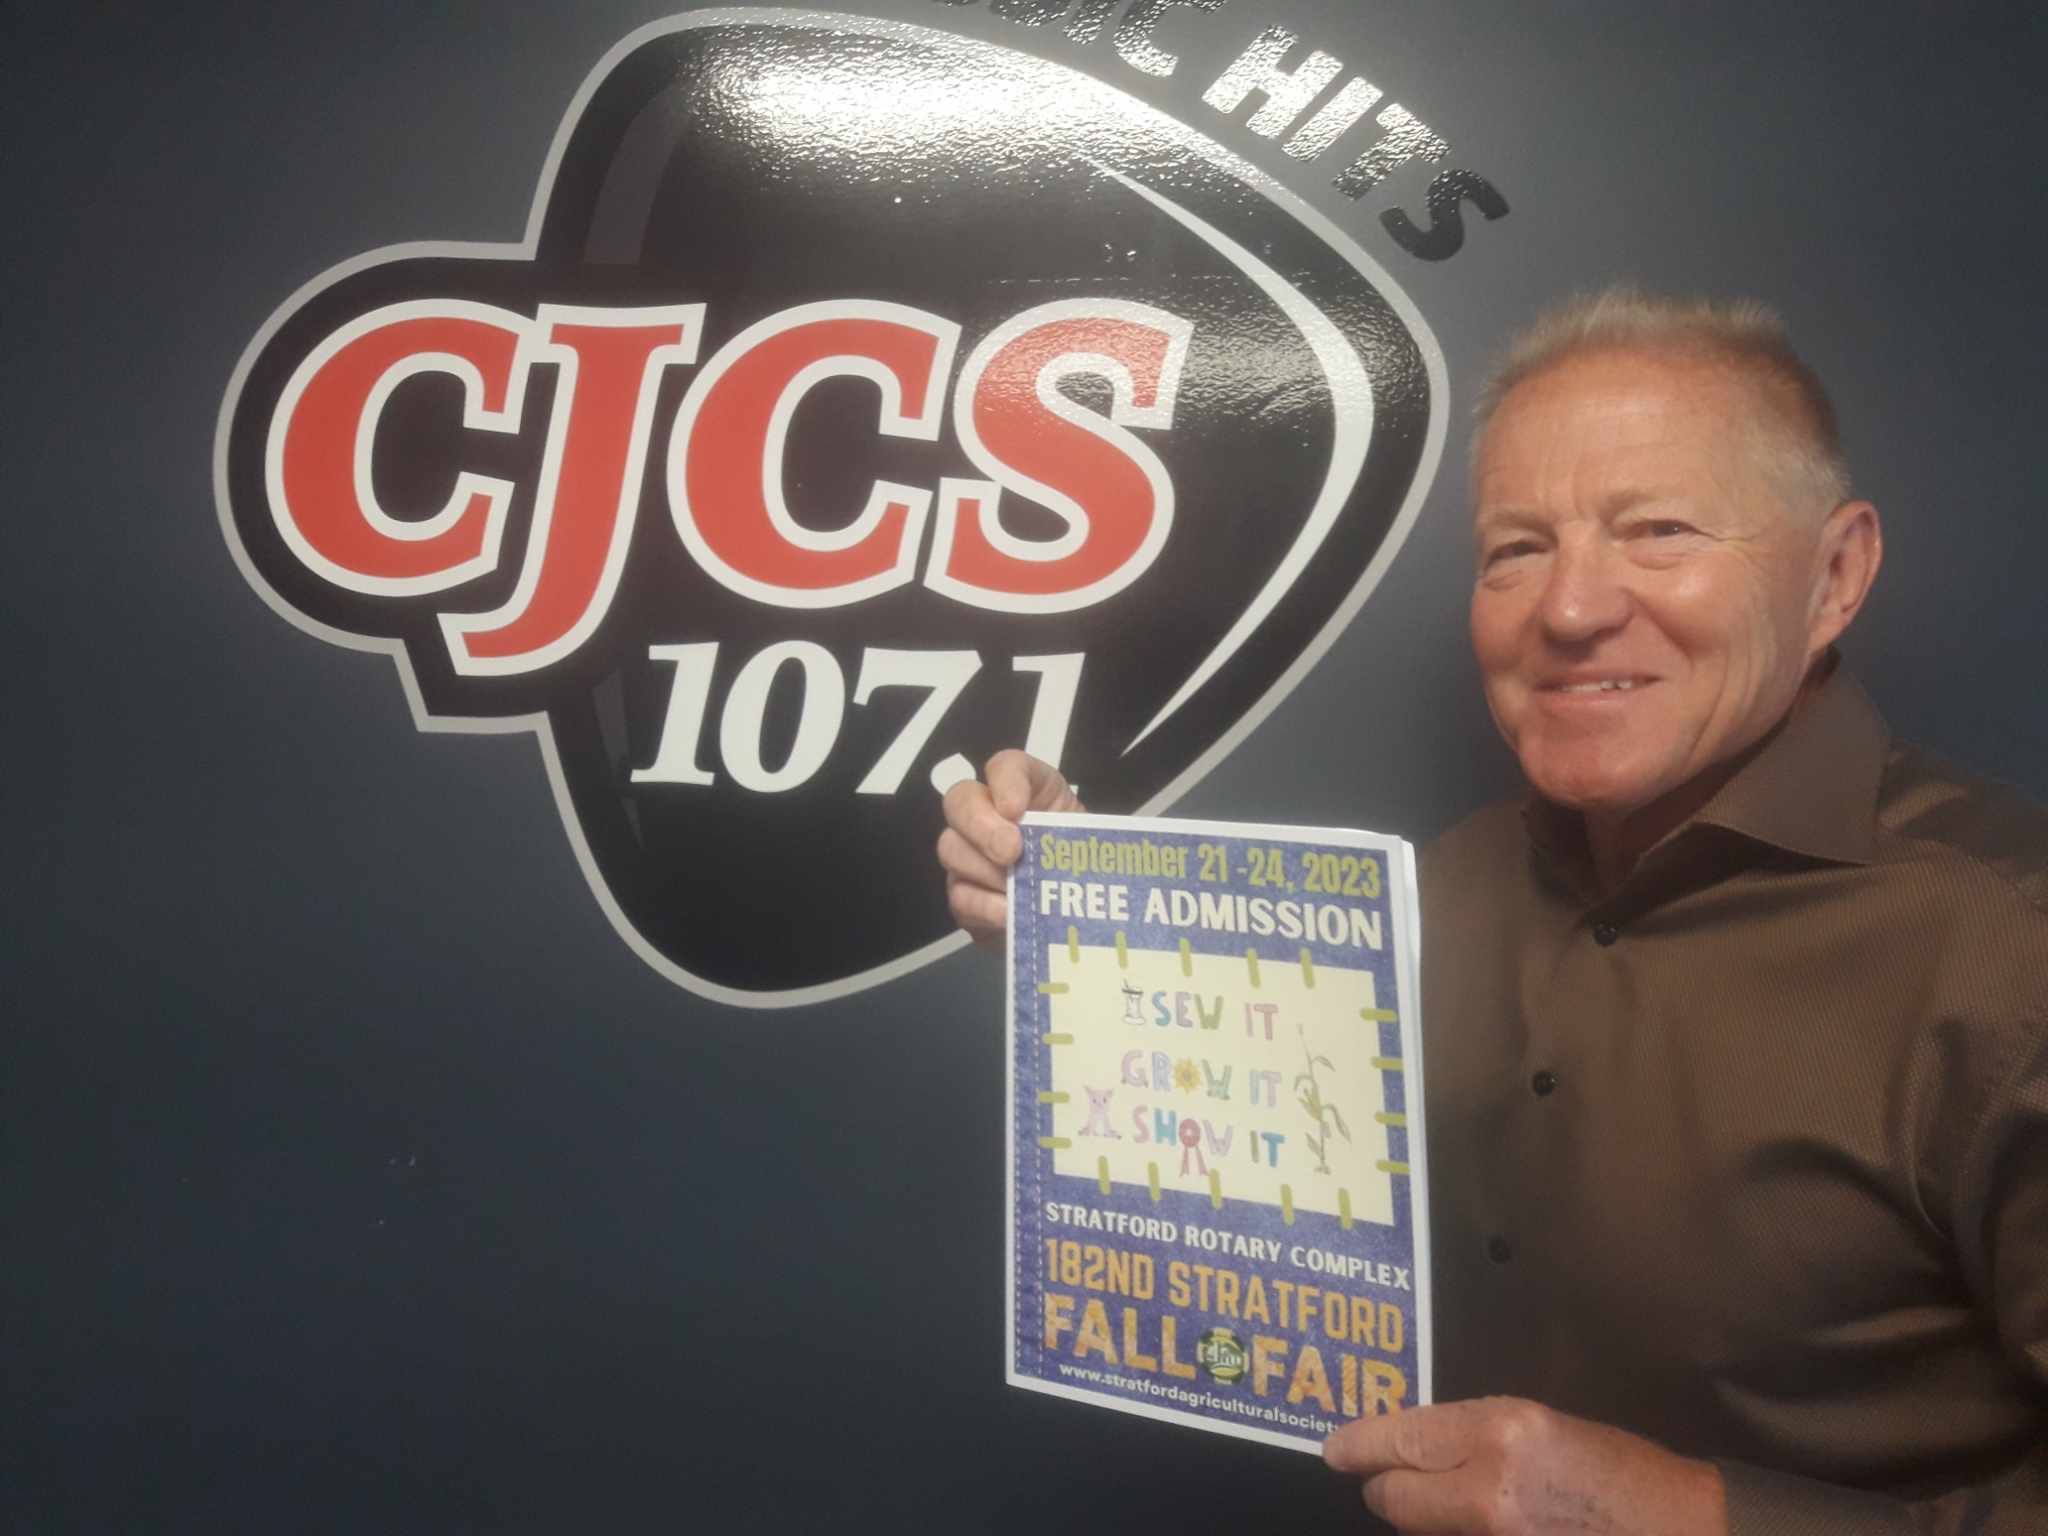 HITS
CJCS
107.1
September 21 -24, 2023
FREE ADMISSION
SEW IT
GROW IT
SHOW IT
STRATFORD ROTARY COMPLEX
182ND STRATFORD
FALL FAIR
www.stratfordagriculturalsociety